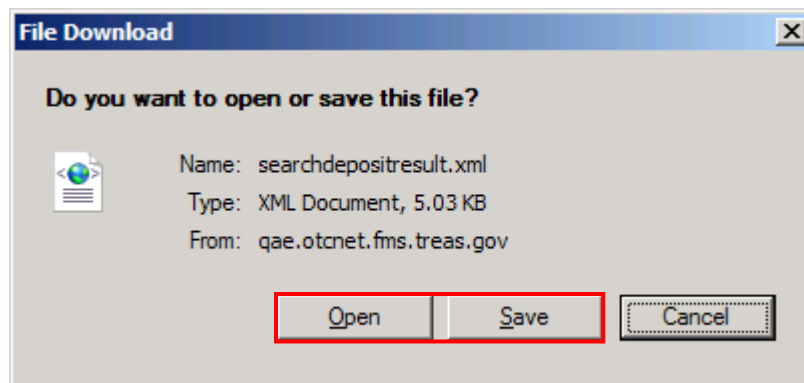 File Download
Do you want to open or save this file?
Name: searchdepositresult.xml
Type: XML Document, 5.03 KB
From: qae.otcnet.fms.treas.gov
Open Save Cancel